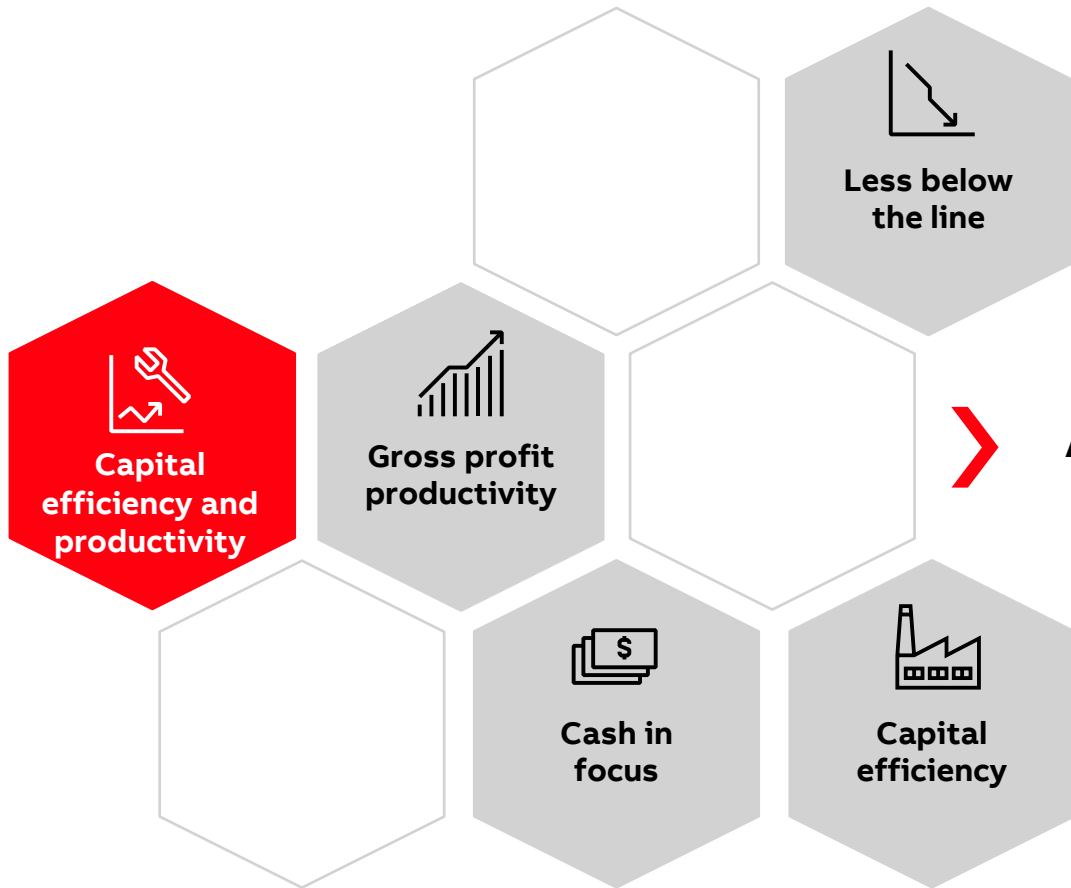 Less below
the line
Capital
efficiency and
productivity
Gross profit
productivity
$
Cash in
focus
Capital
efficiency